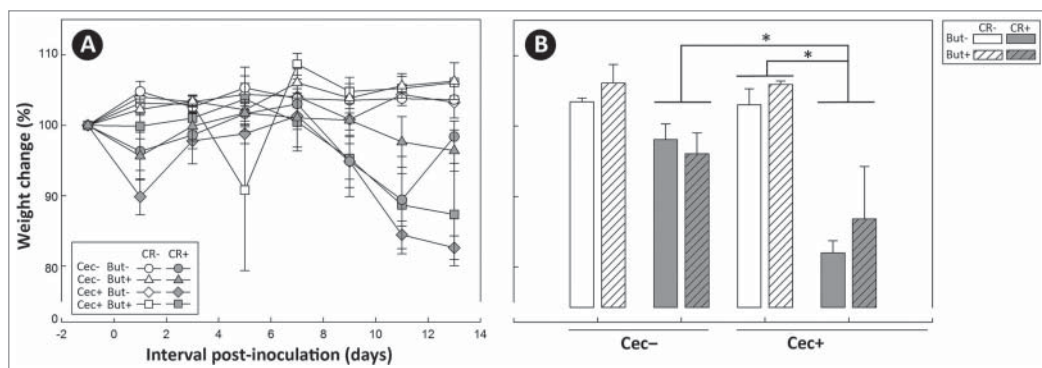 A
B
CR- CR+
But-
But+
*
*
110
100
90
80
0
Weight change (%)
CR- CR+
Cec- But-
Cec- But+
Cec+ But-
Cec+ But+
-2 0 2 4 6 8 10 12 14
Interval post-inoculation (days)
Cec– Cec+